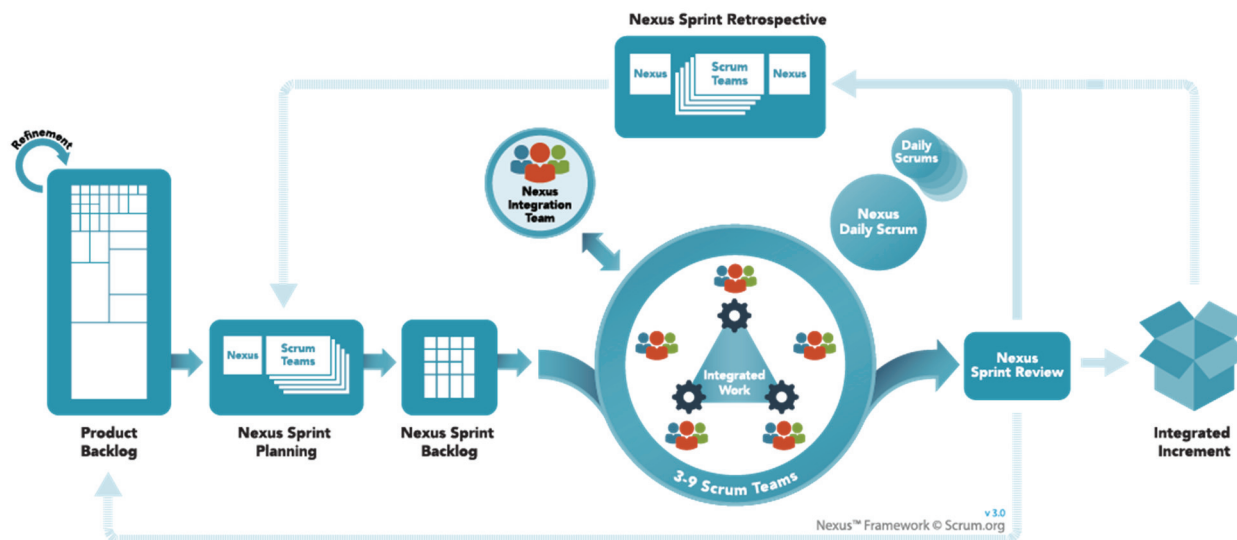 Nexus Sprint Retrospective
Nexus
Scrum
Teams
Nexus
Refinement
Daily
Scrums
Nexus
Integration
Team
Nexus
Daily Scrum
Nexus
Scrum
Teams
Integrated
Work
Nexus
Sprint Review
Product
Backlog
Nexus Sprint
Planning
Nexus Sprint
Backlog
3-9 Scrum Teams
Integrated
Increment
v 3.0
Nexus™ Framework © Scrum.org